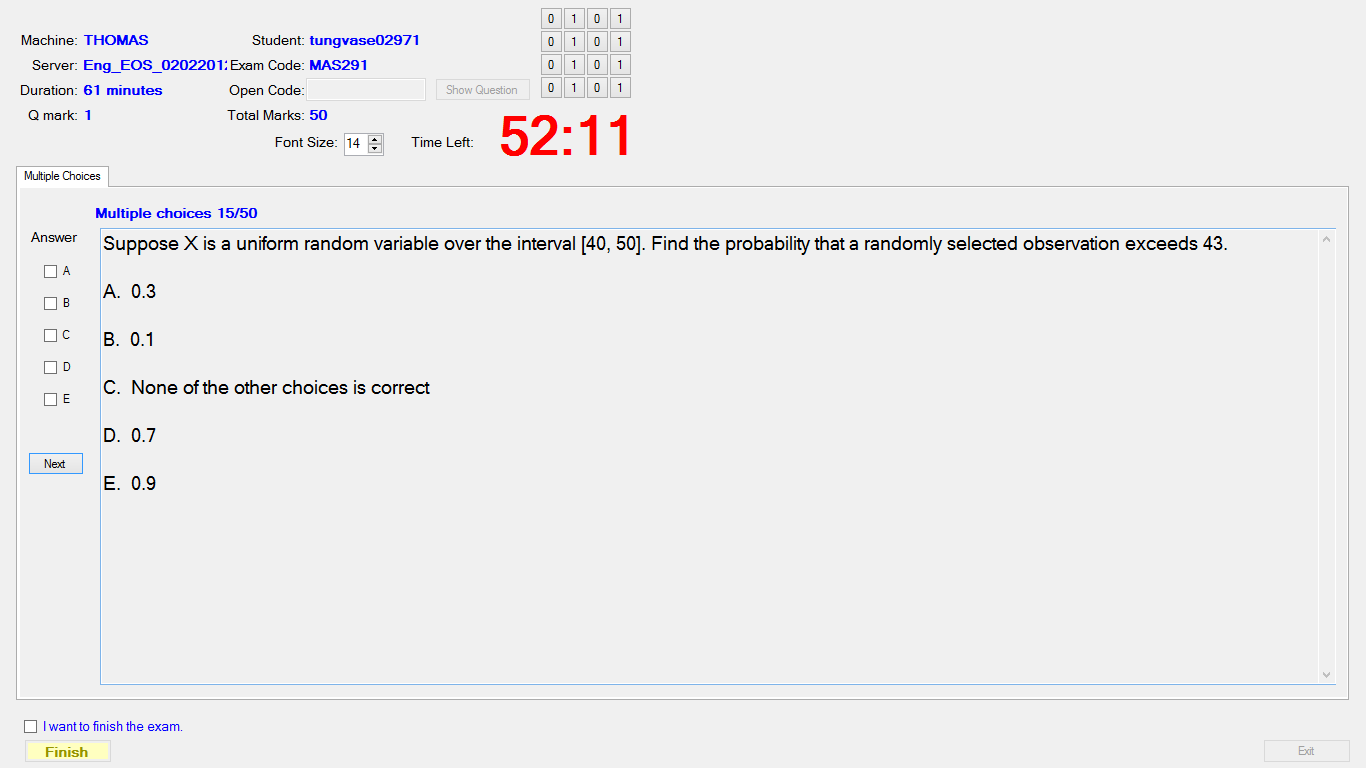 Machine: THOMAS Student: tungvase02971
Server: Eng_EOS_02022012 Exam Code: MAS291
Duration: 61 minutes Open Code: Show Question
Q mark: 1 Total Marks: 50
0 1 0 1
0 1 0 1
0 1 0 1
0 1 0 1
Font Size: 14 Time Left: 52:11
Multiple Choices
Multiple choices 15/50
Answer
A
B
C
D
E
Next
Suppose X is a uniform random variable over the interval [40, 50]. Find the probability that a randomly selected observation exceeds 43.
A. 0.3
B. 0.1
C. None of the other choices is correct
D. 0.7
E. 0.9
I want to finish the exam.
Finish
Exit